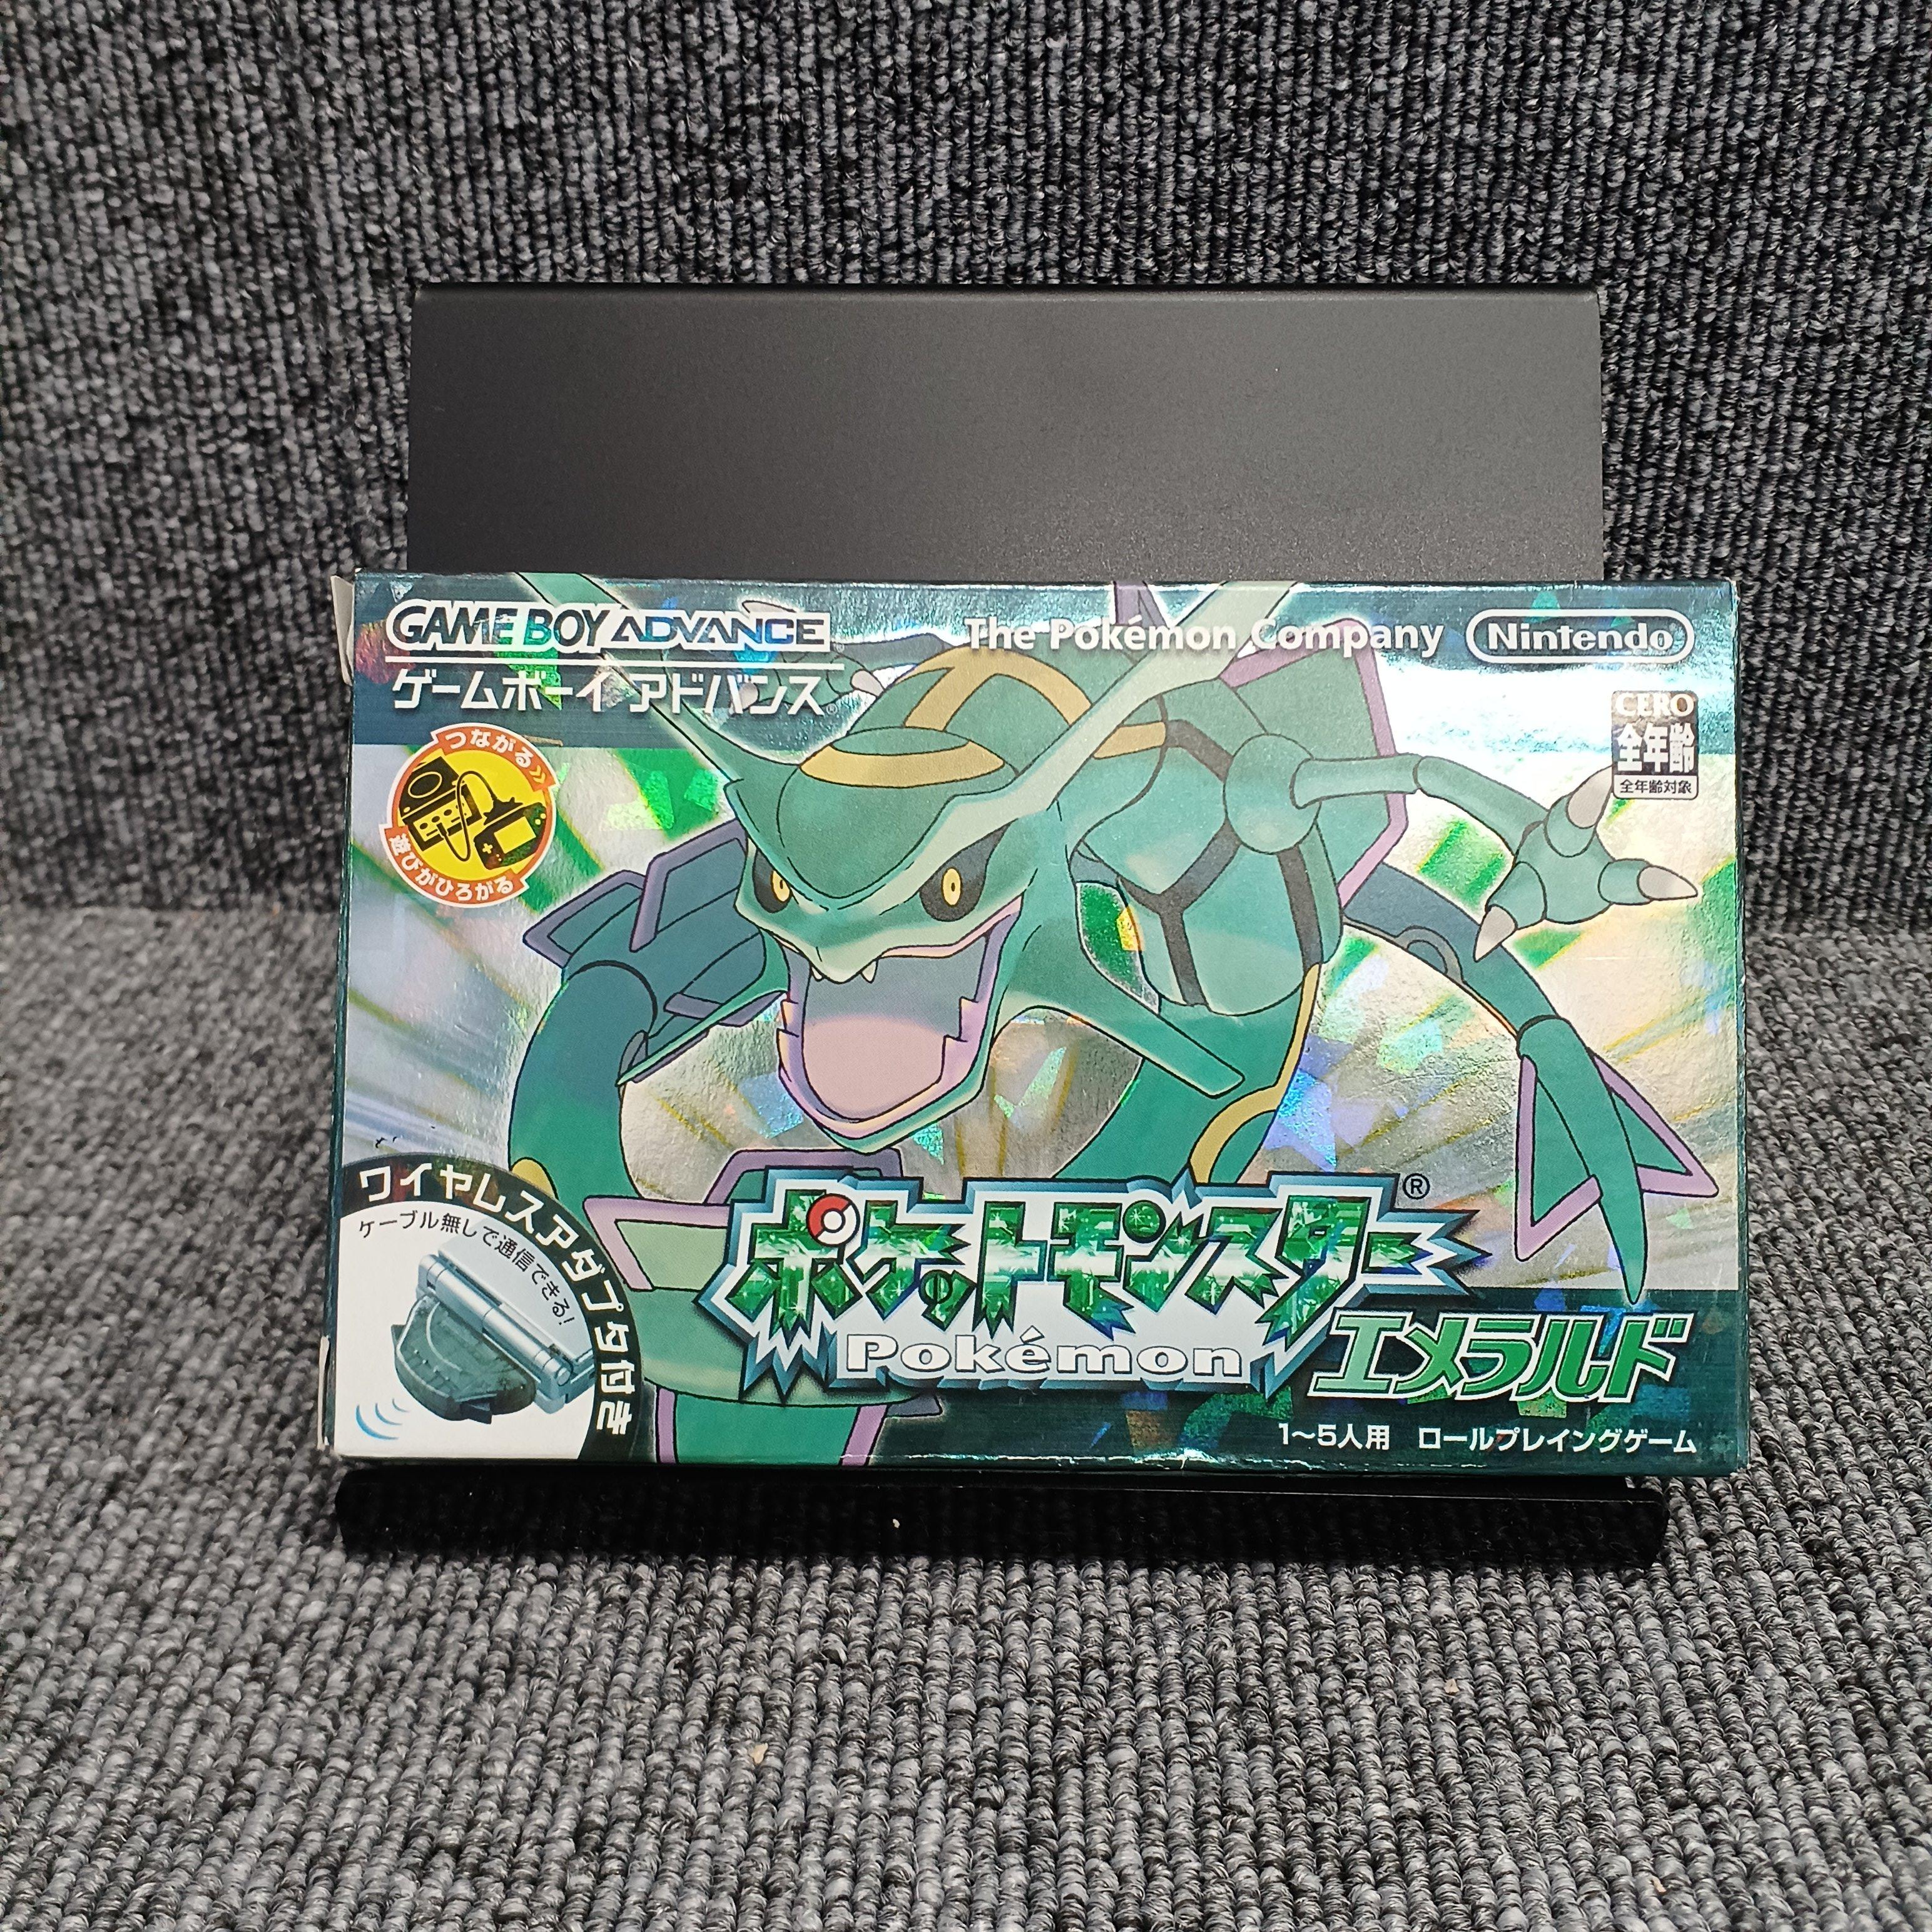 GAME BOY ADVANCE
ゲームボーイ アドバンス®
The Pokémon Company
Nintendo®
CERO
全年齢
全年齢対象
つながる》
遊びがひろがる
ワイヤレスアダプタ付き
ケーブル無しで通信できる!
ポケットモンスター®
Pokémon
エメラルド
1~5人用 ロールプレイングゲーム